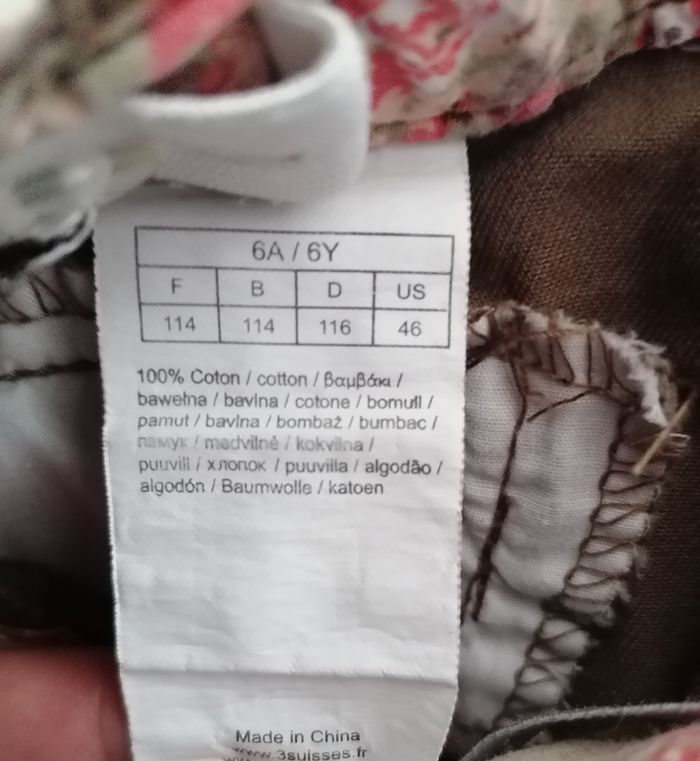 6A / 6Y
F B D US
114 114 116 46
100% Coton / cotton / βαμβάκι /
bawełna / bavlna / cotone / bomull /
pamut / bavlna / bombaž / bumbac /
памук / medvilnė / kokvilna /
puuvill / хлопок / puuvilla / algodão /
algodón / Baumwolle / katoen
Made in China
www.3suisses.fr